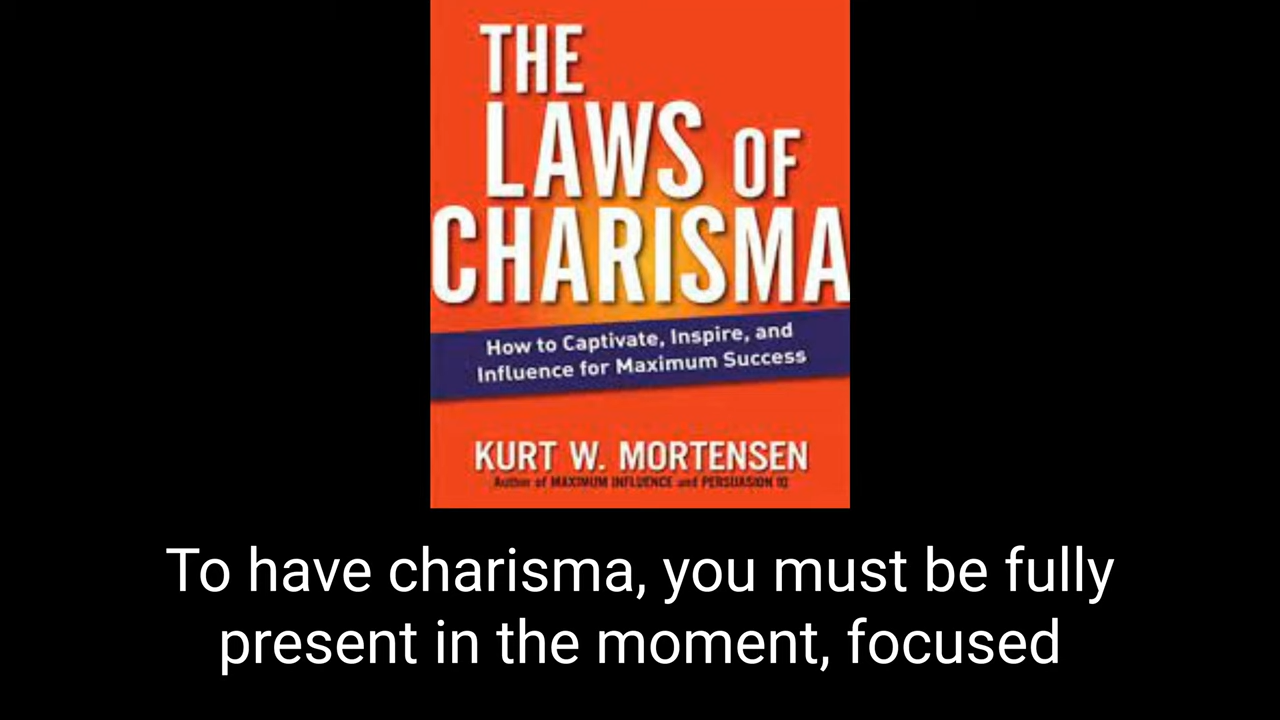 THE
LAWS OF
CHARISMA
How to Captivate, Inspire, and
Influence for Maximum Success
KURT W. MORTENSEN
Author of MAXIMUM INFLUENCE and PERSUASION IQ
To have charisma, you must be fully
present in the moment, focused